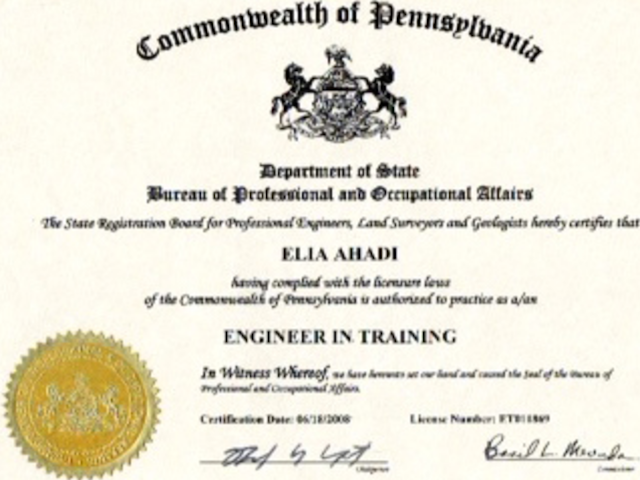 Commonwealth of Pennsylvania
Department of State
Bureau of Professional and Occupational Affairs
The State Registration Board for Professional Engineers, Land Surveyors and Geologists hereby certifies that
ELIA AHADI
having complied with the licensure laws
of the Commonwealth of Pennsylvania is authorized to practice as a/an
ENGINEER IN TRAINING
In Witness Whereof, we have hereunto set our hand and caused the Seal of the Bureau of
Professional and Occupational Affairs.
Certification Date: 06/18/2008 License Number: ET011869
Basil L.
Chairperson Commissioner